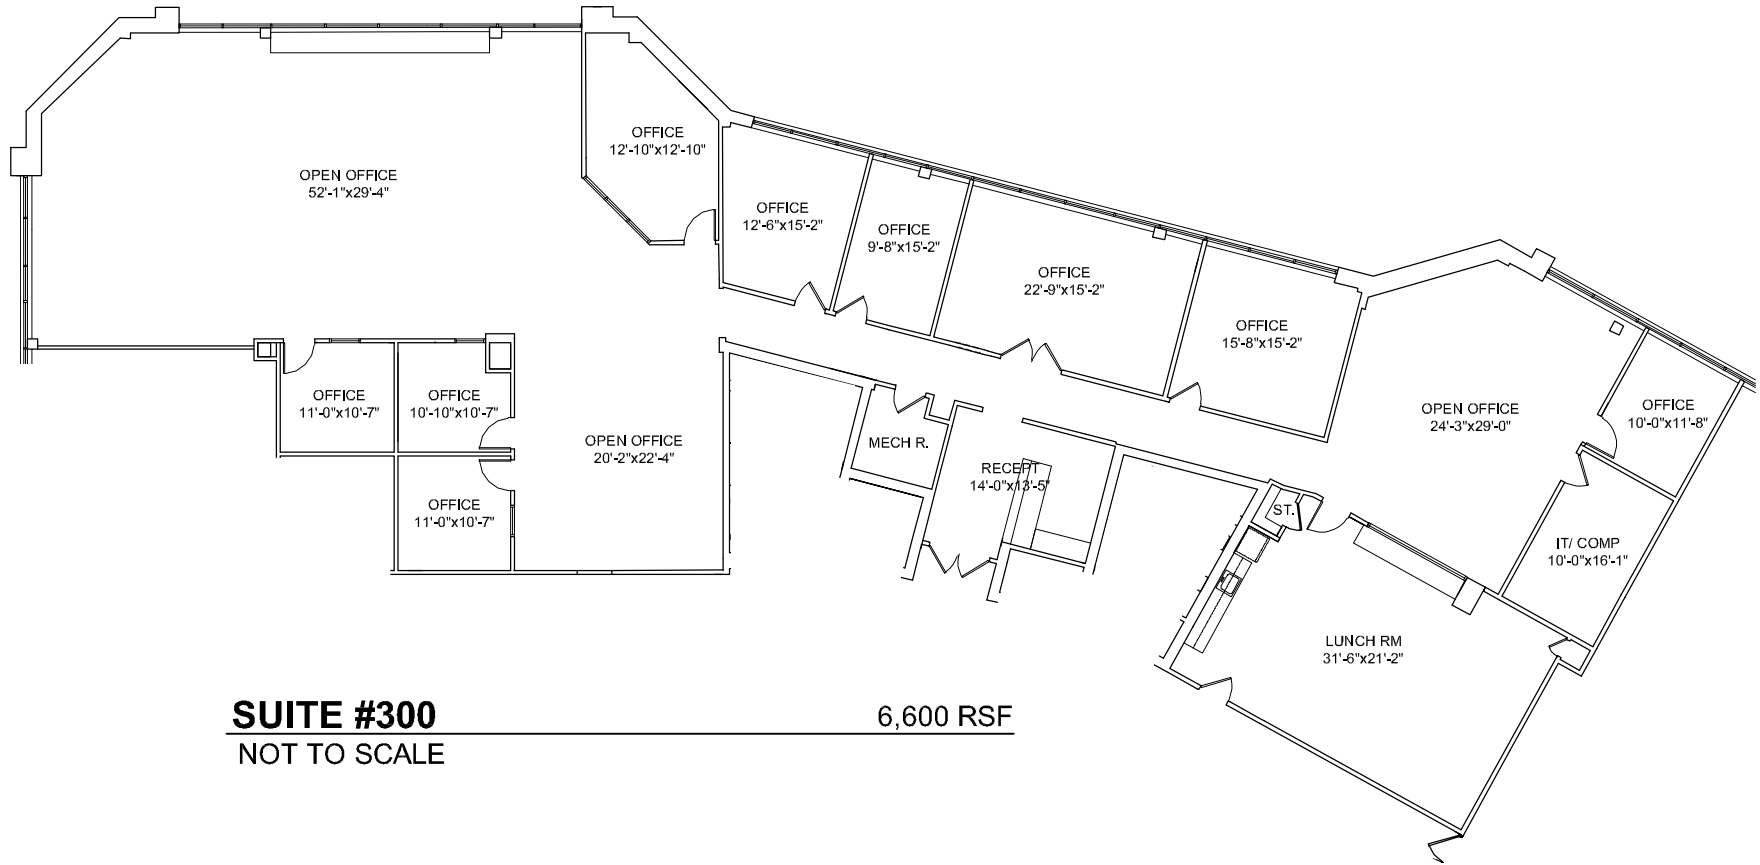 OFFICE
12'-10"x12'-10"
OPEN OFFICE
52'-1"x29'-4"
OFFICE
12'-6"x15'-2"
OFFICE
9'-8"x15'-2"
OFFICE
22'-9"x15'-2"
OFFICE
15'-8"x15'-2"
OFFICE
11'-0"x10'-7"
OFFICE
10'-10"x10'-7"
OPEN OFFICE
20'-2"x22'-4"
OFFICE
11'-0"x10'-7"
MECH R.
RECEPT
14'-0"x13'-5"
OPEN OFFICE
24'-3"x29'-0"
OFFICE
10'-0"x11'-8"
ST.
IT/ COMP
10'-0"x16'-1"
LUNCH RM
31'-6"x21'-2"
SUITE #300
6,600 RSF
NOT TO SCALE